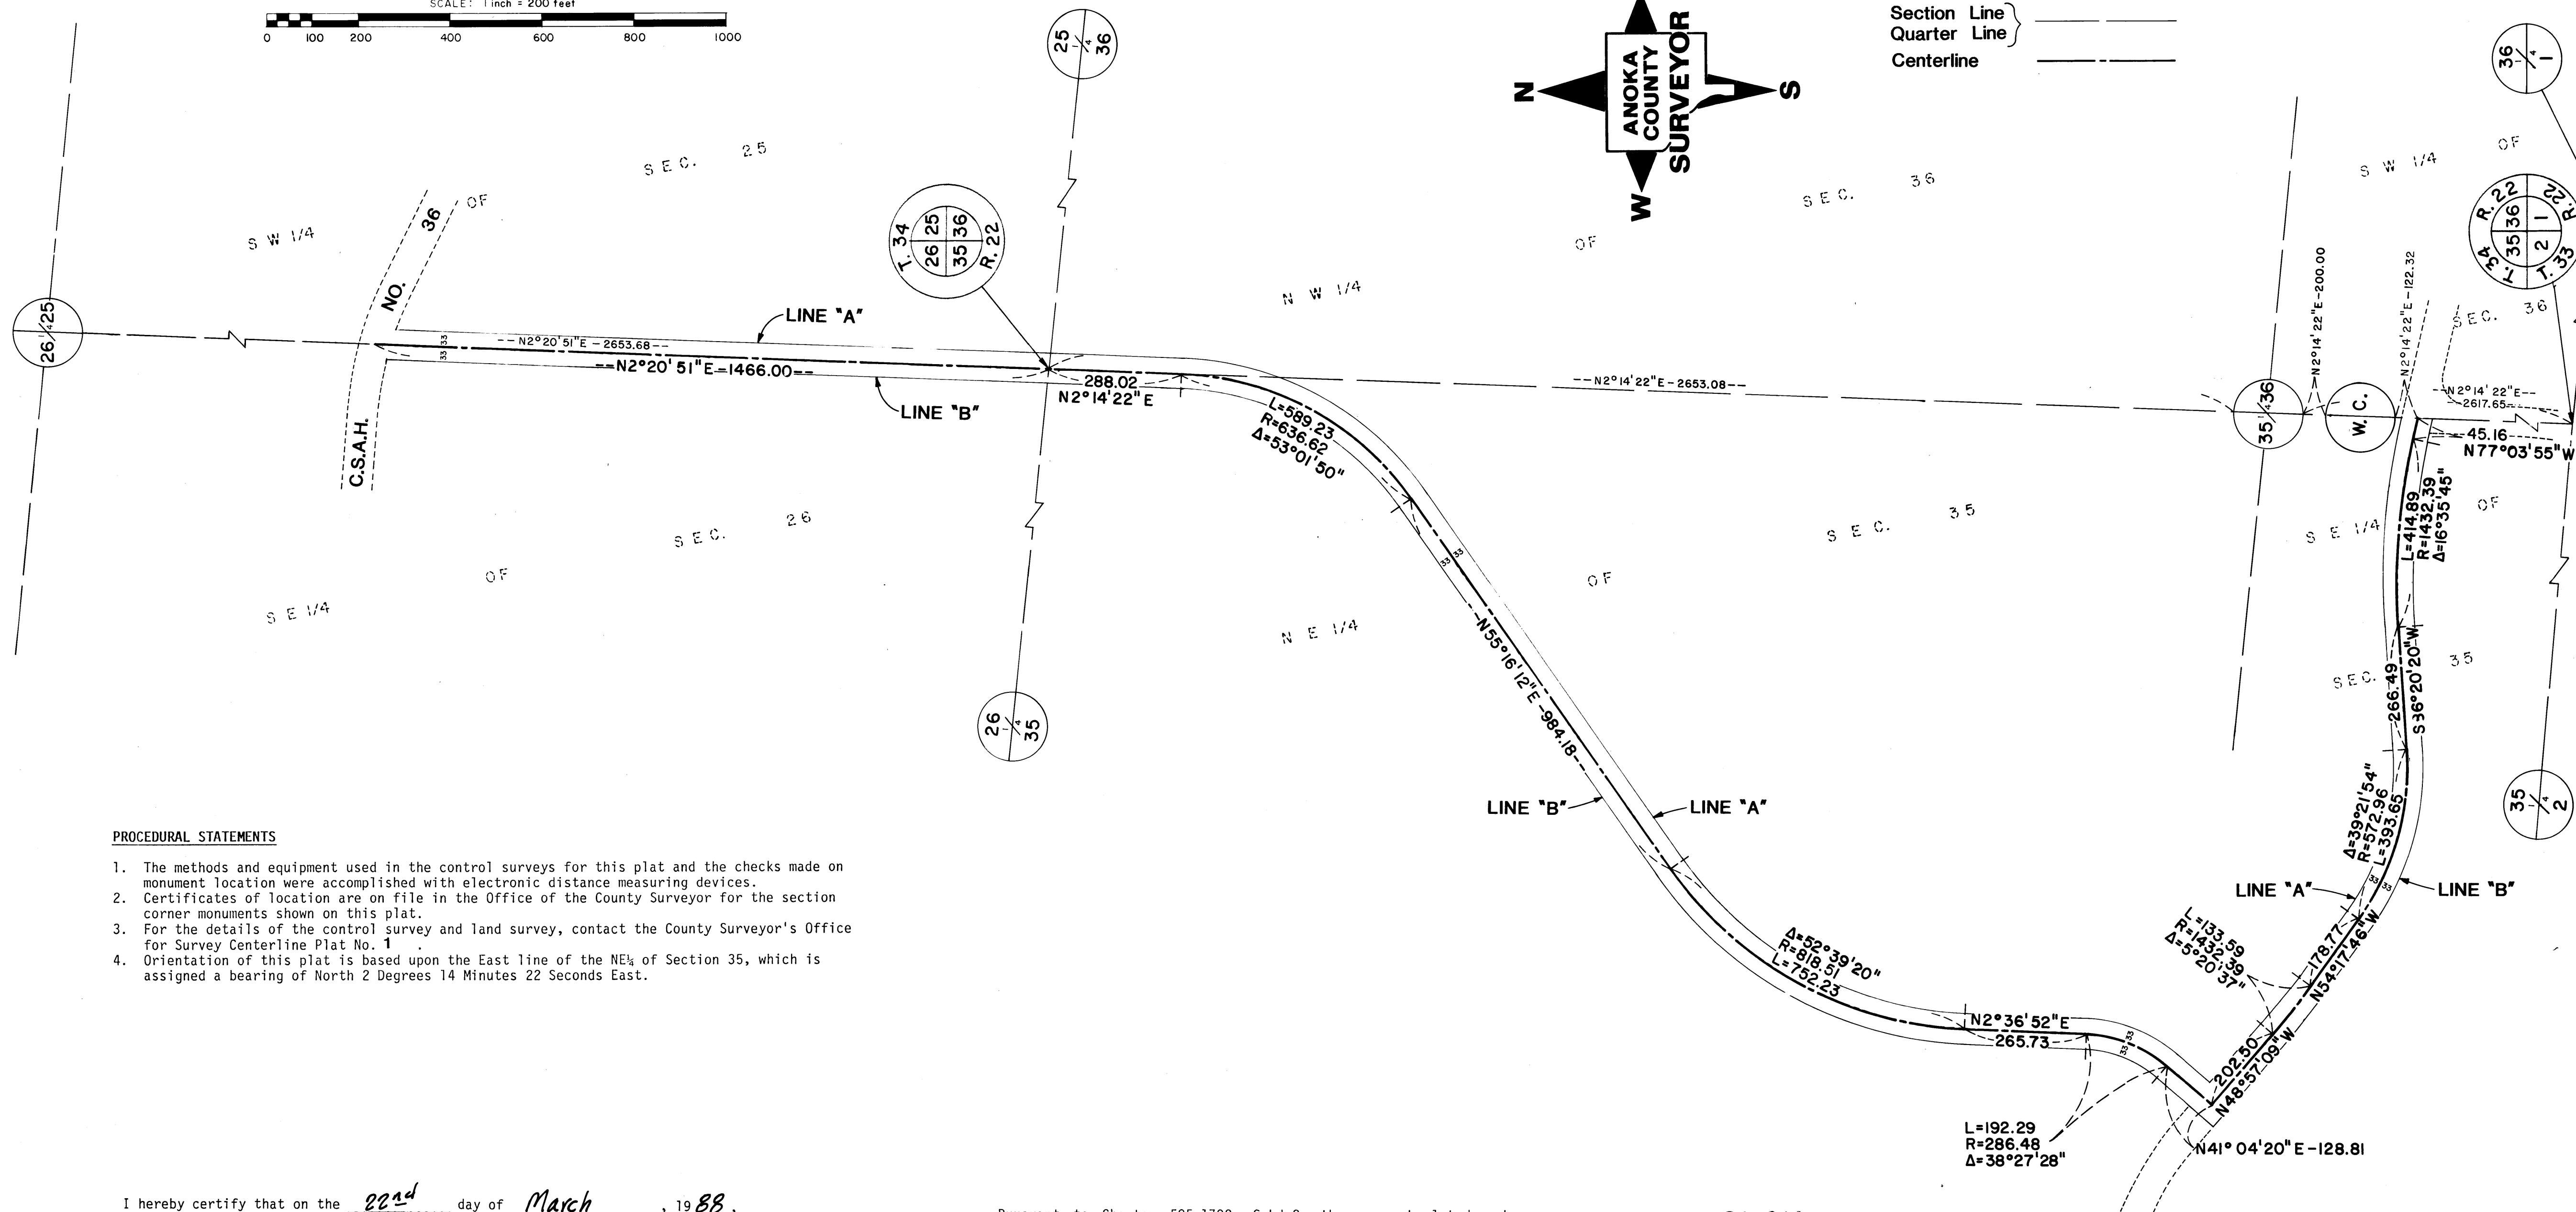 SCALE: 1 inch = 200 feet
0 100 200 400 600 800 1000
25 1/4 36
N
S
W
ANOKA
COUNTY
SURVEYOR
Section Line
Quarter Line
Centerline
36 1/4 1
SEC. 25
OF
SW 1/4
36
NO.
C.S.A.H.
26 1/4 25
T. 34
26 25
35 36
R. 22
SEC. 36
OF
N W 1/4
S W 1/4
OF
SEC. 36
R. 22
T. 34
35 36
2 1
T. 33
R. 22
N2°14'22"E-200.00
N2°14'22"E-122.32
LINE "A"
N2°20'51"E-2653.68
33 33
--N2°20'51"E-1466.00--
LINE "B"
288.02
N2°14'22"E
--N2°14'22"E-2653.08--
35 1/4 36
W. C.
N2°14'22"E--
2617.65
45.16
N77°03'55"W
L=589.23
R=636.62
Δ=53°01'50"
L=414.89
R=1432.39
Δ=16°35'45"
SEC. 26
OF
S E 1/4
SEC. 35
OF
N E 1/4
S E 1/4
OF
SEC. 35
33 33
N55°16'12"E-984.18
266.49
S86°20'20"W
26 1/4 35
35 1/4 2
LINE "B"
LINE "A"
Δ=39°21'54"
R=572.96
L=393.65
33 33
LINE "A"
LINE "B"
178.77
N54°17'46"W
L=133.59
R=1432.39
Δ=5°20'37"
Δ=52°39'20"
R=818.51
L=752.23
N2°36'52"E
265.73
33 33
202.50
N48°57'09"W
L=192.29
R=286.48
Δ=38°27'28"
N41°04'20"E-128.81
PROCEDURAL STATEMENTS
1. The methods and equipment used in the control surveys for this plat and the checks made on
monument location were accomplished with electronic distance measuring devices.
2. Certificates of location are on file in the Office of the County Surveyor for the section
corner monuments shown on this plat.
3. For the details of the control survey and land survey, contact the County Surveyor's Office
for Survey Centerline Plat No. 1 .
4. Orientation of this plat is based upon the East line of the NE¼ of Section 35, which is
assigned a bearing of North 2 Degrees 14 Minutes 22 Seconds East.
I hereby certify that on the 22nd day of March , 1988,